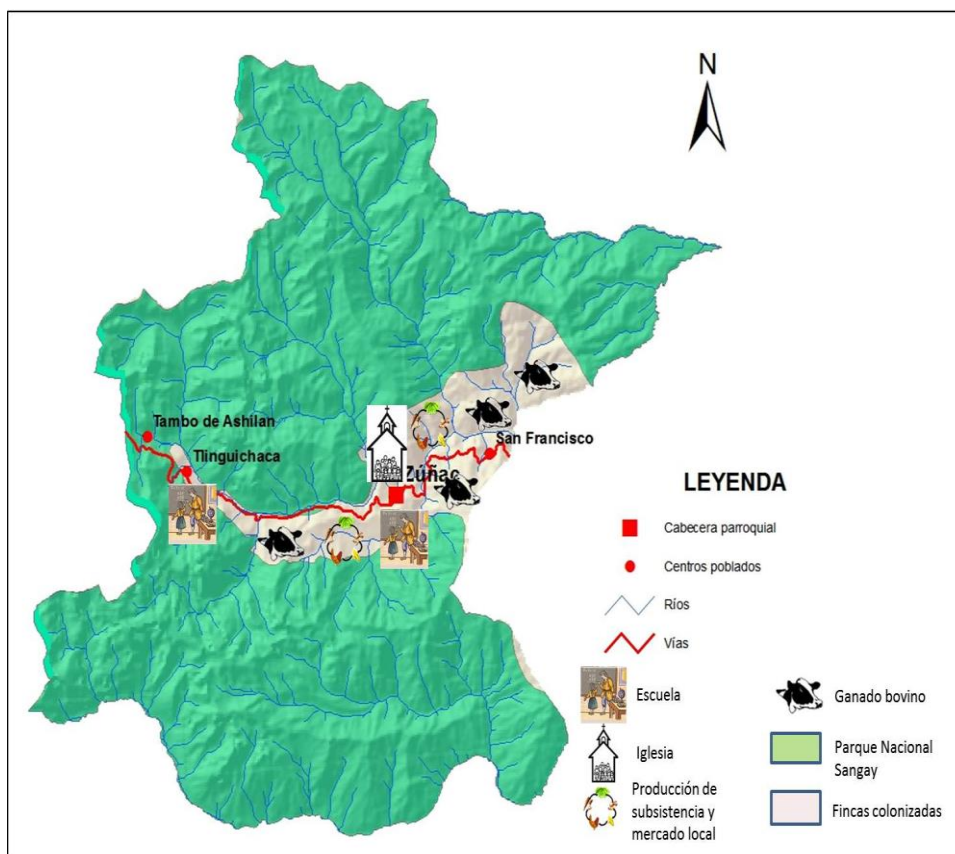 N
Tambo de Ashilan
Tlinguichaca
San Francisco
Zúñac
LEYENDA
Cabecera parroquial
Centros poblados
Ríos
Vías
Escuela
Iglesia
Producción de
subsistencia y
mercado local
Ganado bovino
Parque Nacional
Sangay
Fincas colonizadas